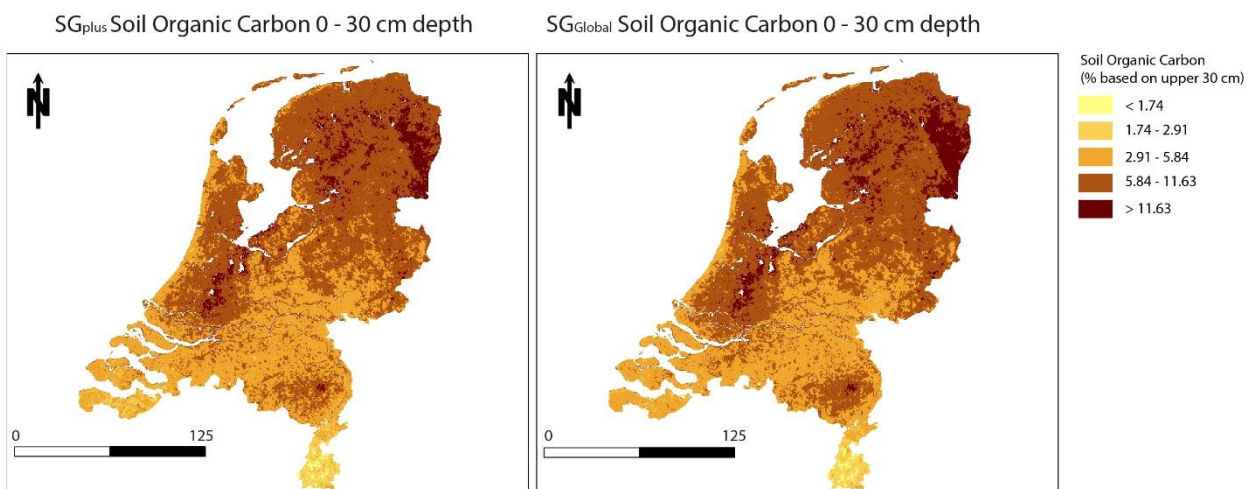 SGplus Soil Organic Carbon 0 - 30 cm depth
SGGlobal Soil Organic Carbon 0 - 30 cm depth
N
N
Soil Organic Carbon
(% based on upper 30 cm)
< 1.74
1.74 - 2.91
2.91 - 5.84
5.84 - 11.63
> 11.63
0 125
0 125